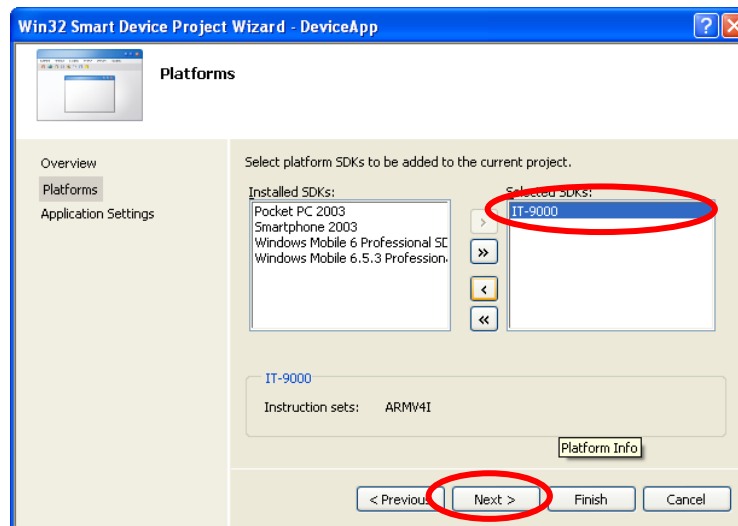 Win32 Smart Device Project Wizard - DeviceApp
Platforms
Overview
Platforms
Application Settings
Select platform SDKs to be added to the current project.
Installed SDKs:
Pocket PC 2003
Smartphone 2003
Windows Mobile 6 Professional SD
Windows Mobile 6.5.3 Profession
>
>>
<
<<
Selected SDKs:
IT-9000
IT-9000
Instruction sets: ARMV4I
Platform Info
< Previous
Next >
Finish
Cancel